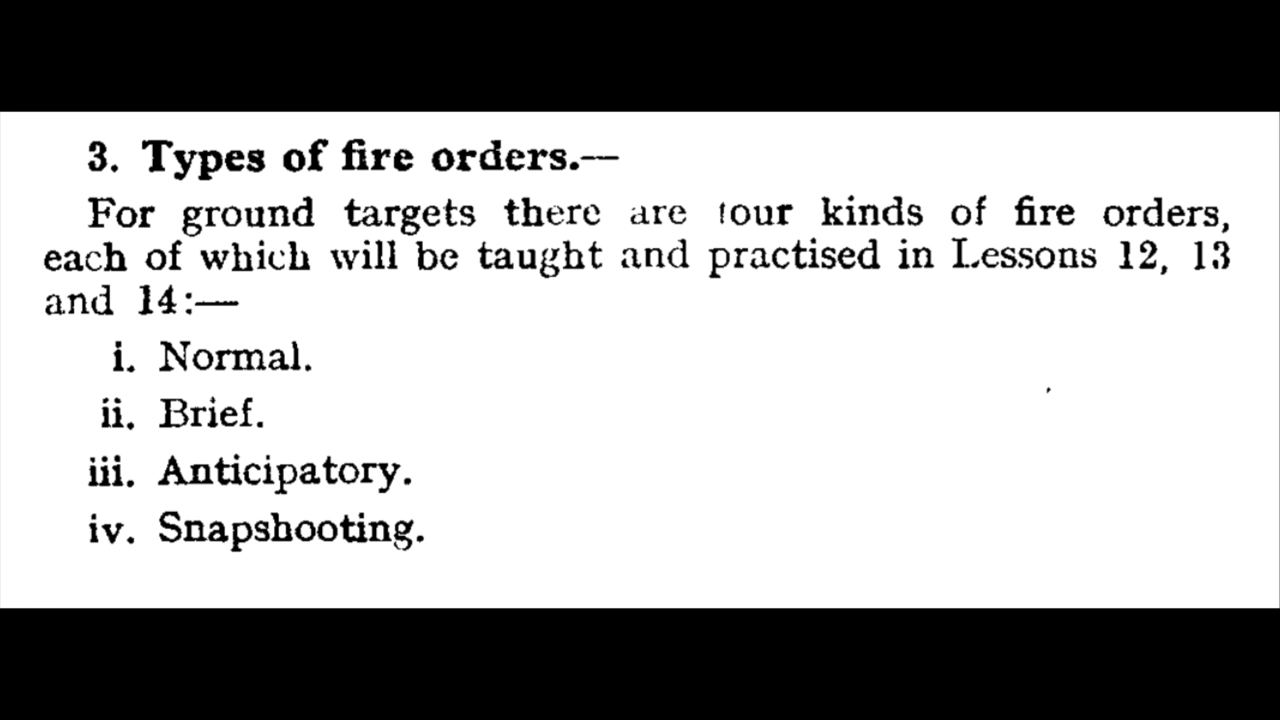 3. Types of fire orders.—
For ground targets there are four kinds of fire orders,
each of which will be taught and practised in Lessons 12, 13
and 14:—
i. Normal.
ii. Brief.
iii. Anticipatory.
iv. Snapshooting.